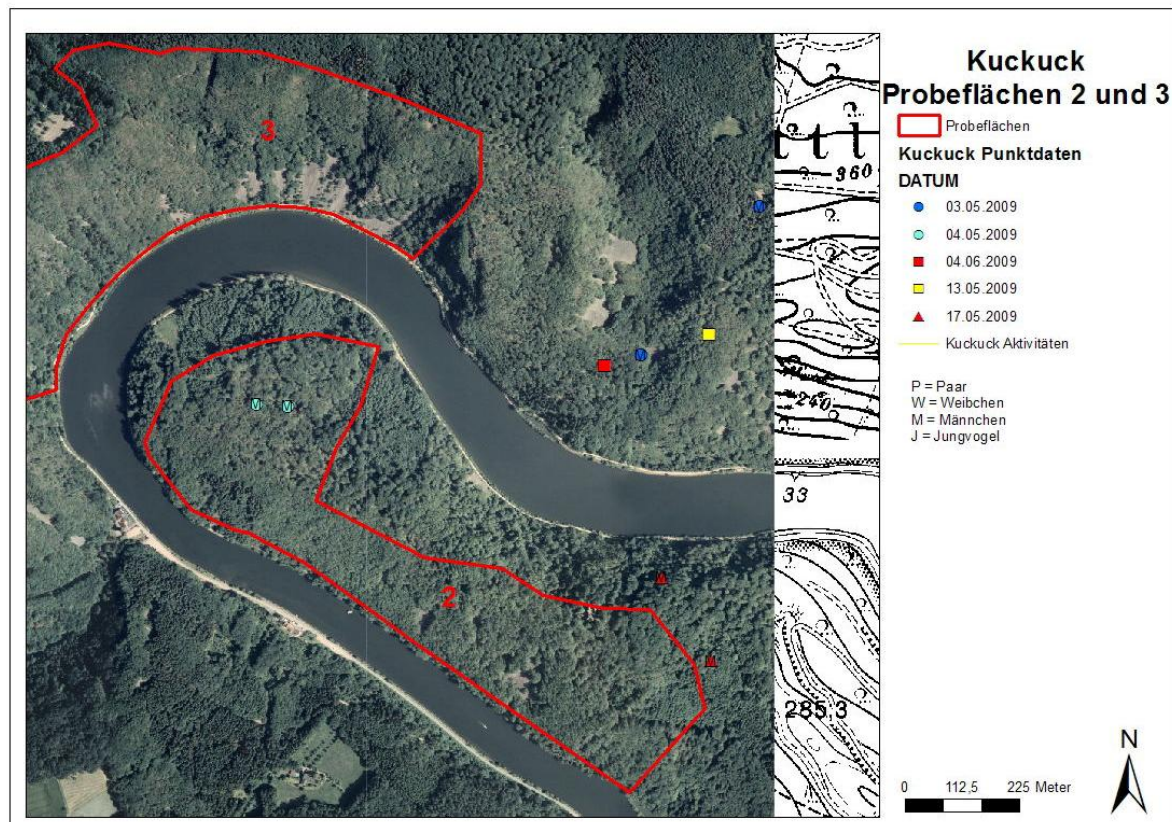 Kuckuck
Probeflächen 2 und 3
Probeflächen
Kuckuck Punktdaten
DATUM
03.05.2009
04.05.2009
04.06.2009
13.05.2009
17.05.2009
Kuckuck Aktivitäten
P = Paar
W = Weibchen
M = Männchen
J = Jungvogel
3
ttl
360
M
M
240
M
M
33
2
M
M
285,3
N
0 112,5 225 Meter